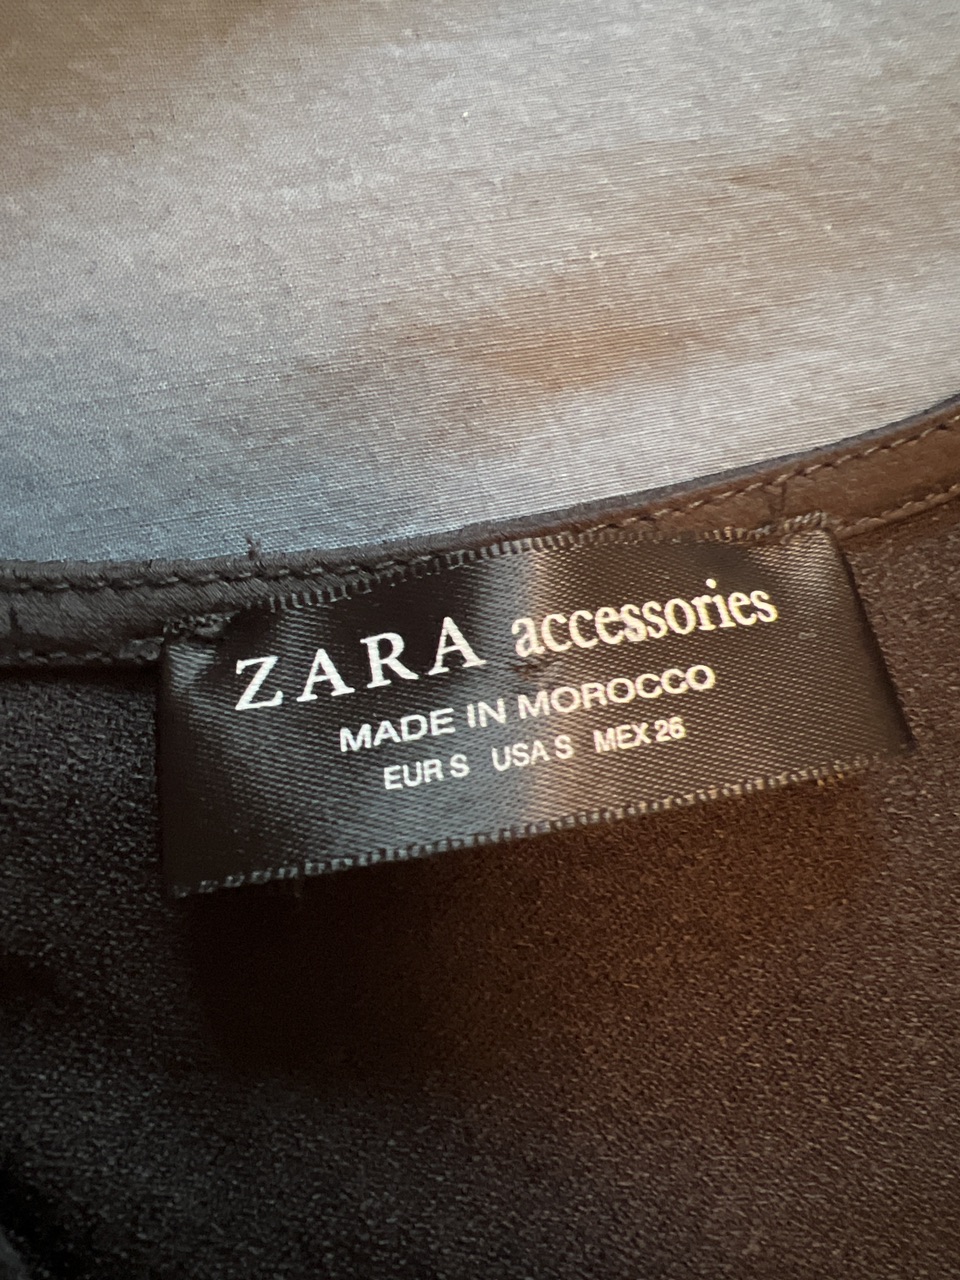 ZARA accessories
MADE IN MOROCCO
EUR S USA S MEX 26